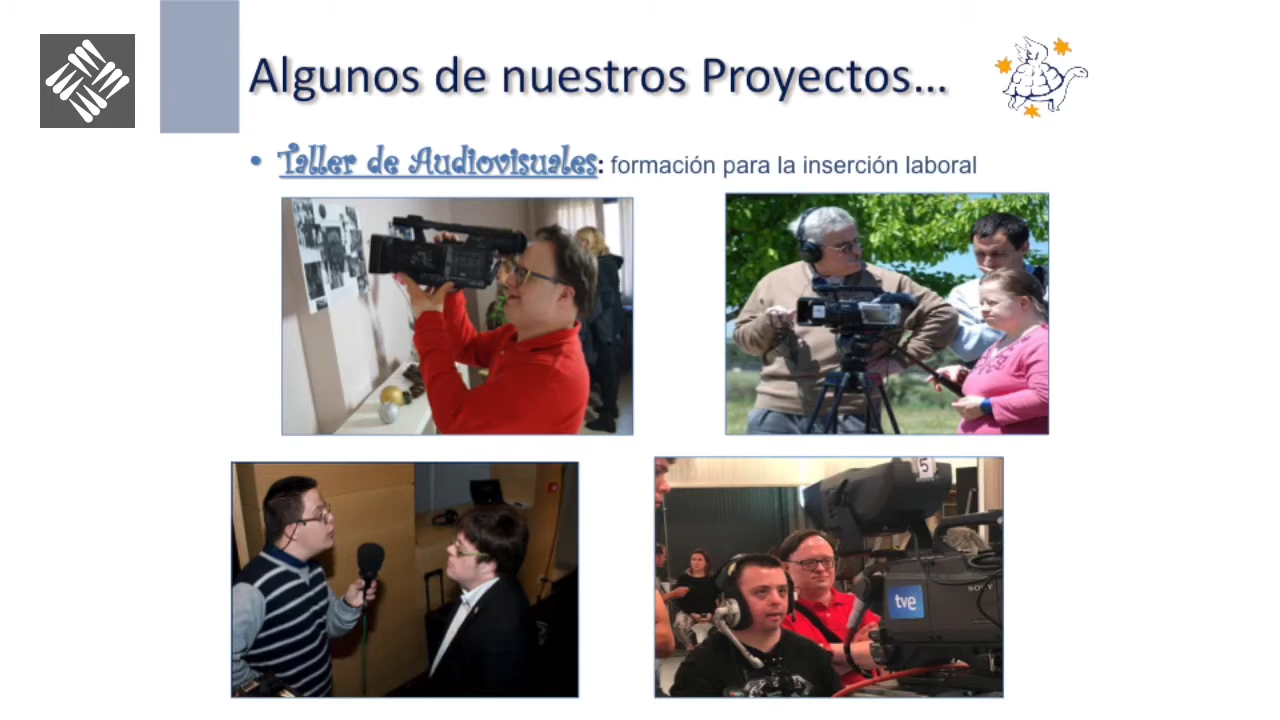 Algunos de nuestros Proyectos...
• Taller de Audiovisuales: formación para la inserción laboral
5
SONY
tve